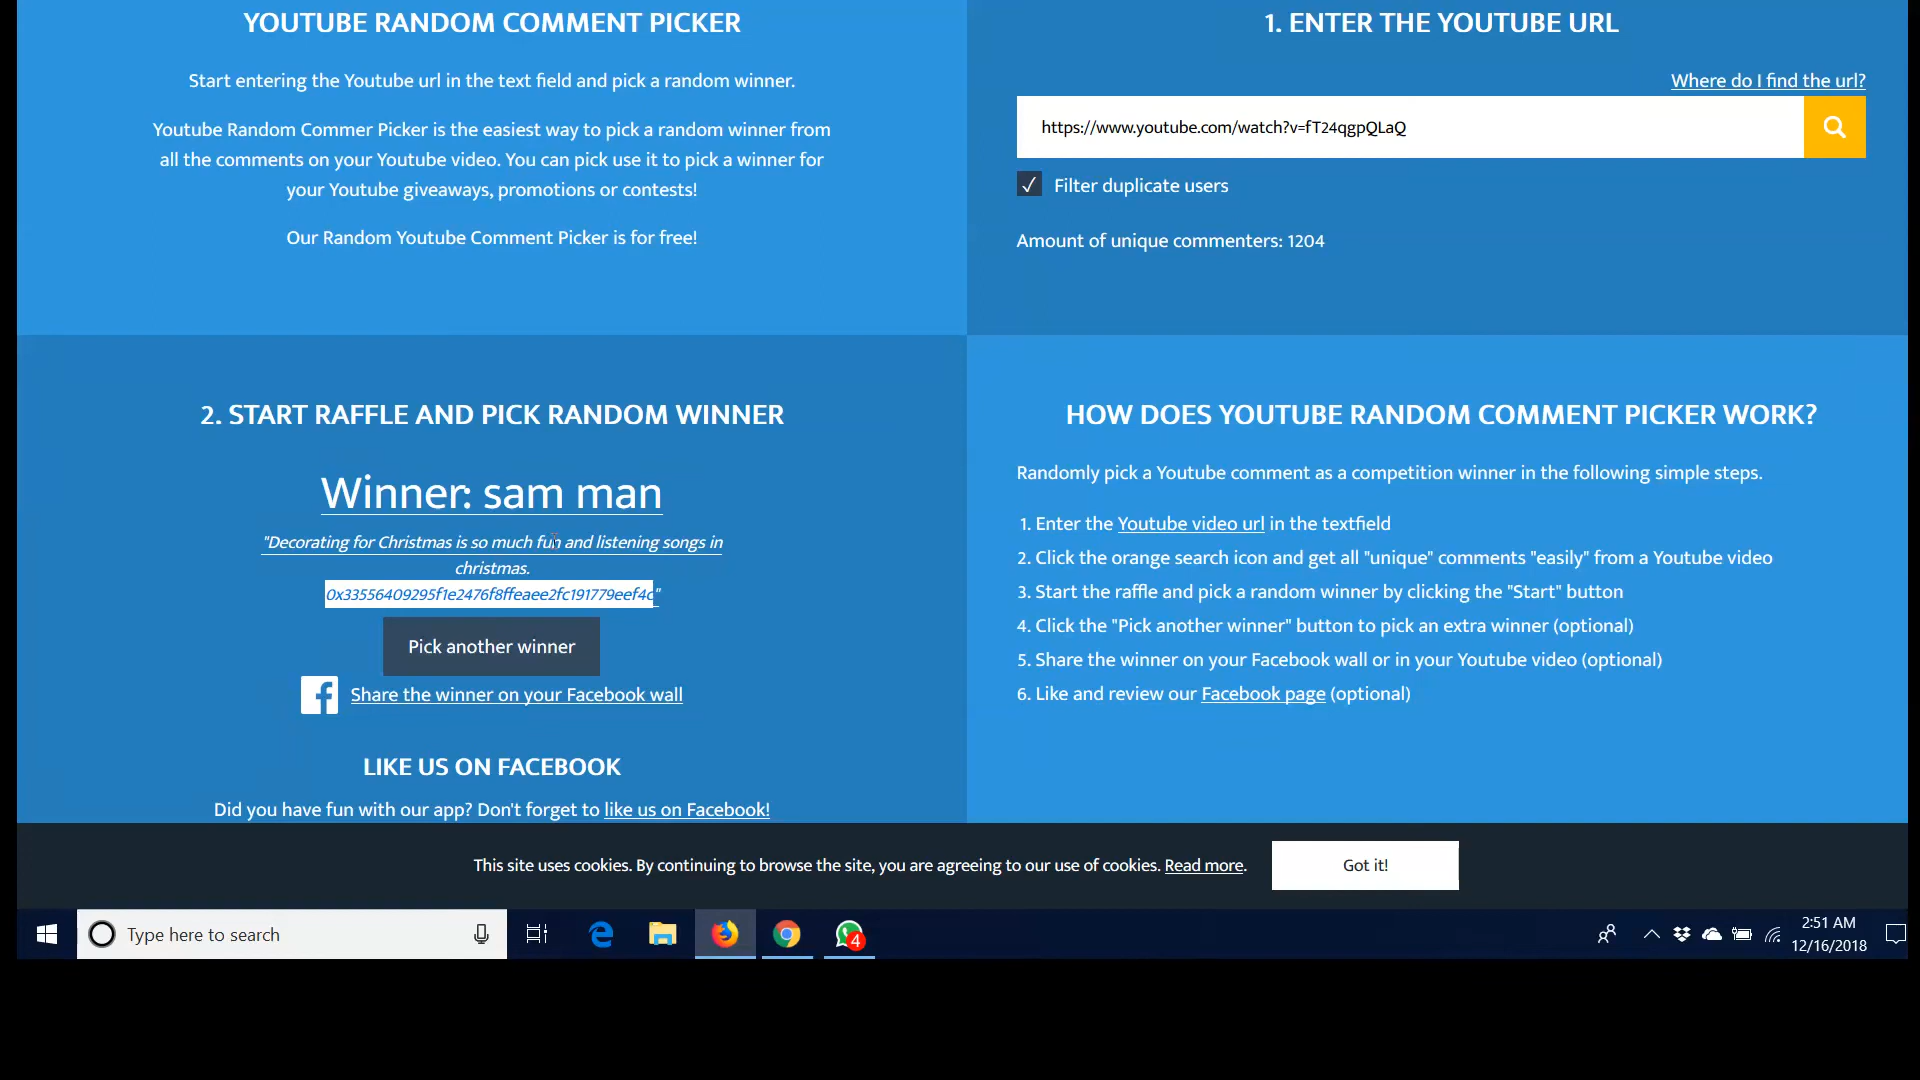 YOUTUBE RANDOM COMMENT PICKER
Start entering the Youtube url in the text field and pick a random winner.
Youtube Random Commer Picker is the easiest way to pick a random winner from
all the comments on your Youtube video. You can pick use it to pick a winner for
your Youtube giveaways, promotions or contests!
Our Random Youtube Comment Picker is for free!
1. ENTER THE YOUTUBE URL
Where do I find the url?
https://www.youtube.com/watch?v=fT24qgpQLaQ
Filter duplicate users
Amount of unique commenters: 1204
2. START RAFFLE AND PICK RANDOM WINNER
Winner: sam man
"Decorating for Christmas is so much fun and listening songs in
christmas.
0x33556409295f1e2476f8ffeaee2fc191779eef4c"
Pick another winner
Share the winner on your Facebook wall
LIKE US ON FACEBOOK
Did you have fun with our app? Don't forget to like us on Facebook!
HOW DOES YOUTUBE RANDOM COMMENT PICKER WORK?
Randomly pick a Youtube comment as a competition winner in the following simple steps.
1. Enter the Youtube video url in the textfield
2. Click the orange search icon and get all "unique" comments "easily" from a Youtube video
3. Start the raffle and pick a random winner by clicking the "Start" button
4. Click the "Pick another winner" button to pick an extra winner (optional)
5. Share the winner on your Facebook wall or in your Youtube video (optional)
6. Like and review our Facebook page (optional)
This site uses cookies. By continuing to browse the site, you are agreeing to our use of cookies. Read more.
Got it!
Type here to search
4
2:51 AM
12/16/2018